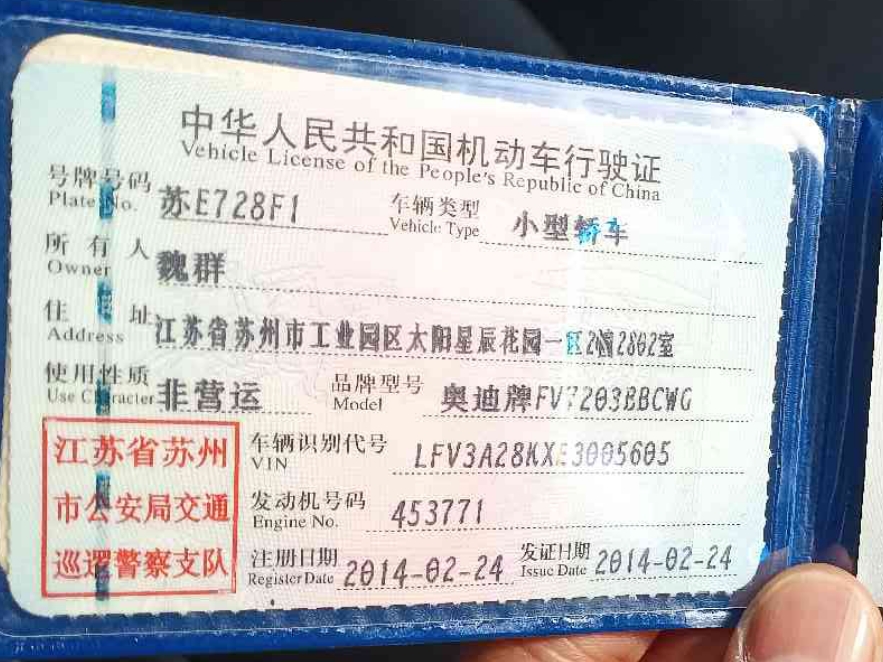 中华人民共和国机动车行驶证
Vehicle License of the People's Republic of China
号牌号码 苏E728F1 车辆类型 小型轿车
Plate No. Vehicle Type
所有人 魏群
Owner
住址 江苏省苏州市工业园区太阳星辰花园一区2幢2802室
Address
使用性质 非营运 品牌型号 奥迪牌FV7203BBCWG
Use Character Model
江苏省苏州 车辆识别代号 LFV3A28KXE3005605
VIN
市公安局交通 发动机号码 453771
Engine No.
巡逻警察支队 注册日期 2014-02-24 发证日期 2014-02-24
Register Date Issue Date